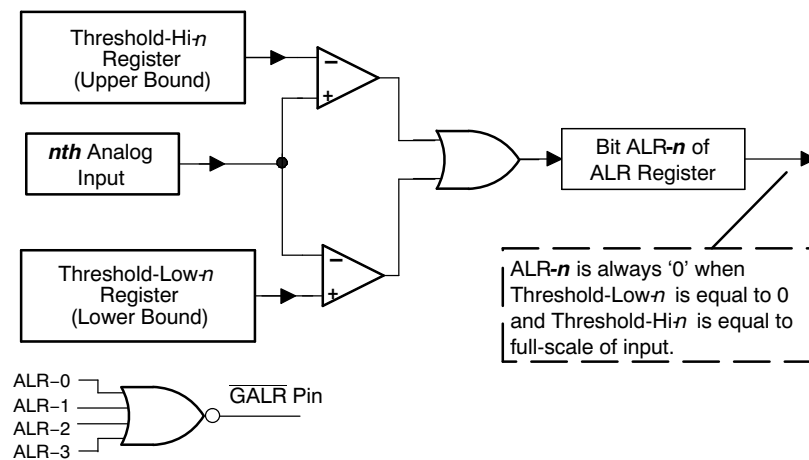 Threshold-Hi-n
Register
(Upper Bound)
−
+
nth Analog
Input
Bit ALR-n of
ALR Register
Threshold-Low-n
Register
(Lower Bound)
−
+
ALR-n is always ‘0’ when
Threshold-Low-n is equal to 0
and Threshold-Hi-n is equal to
full-scale of input.
ALR−0
ALR−1
ALR−2
ALR−3
GALR Pin